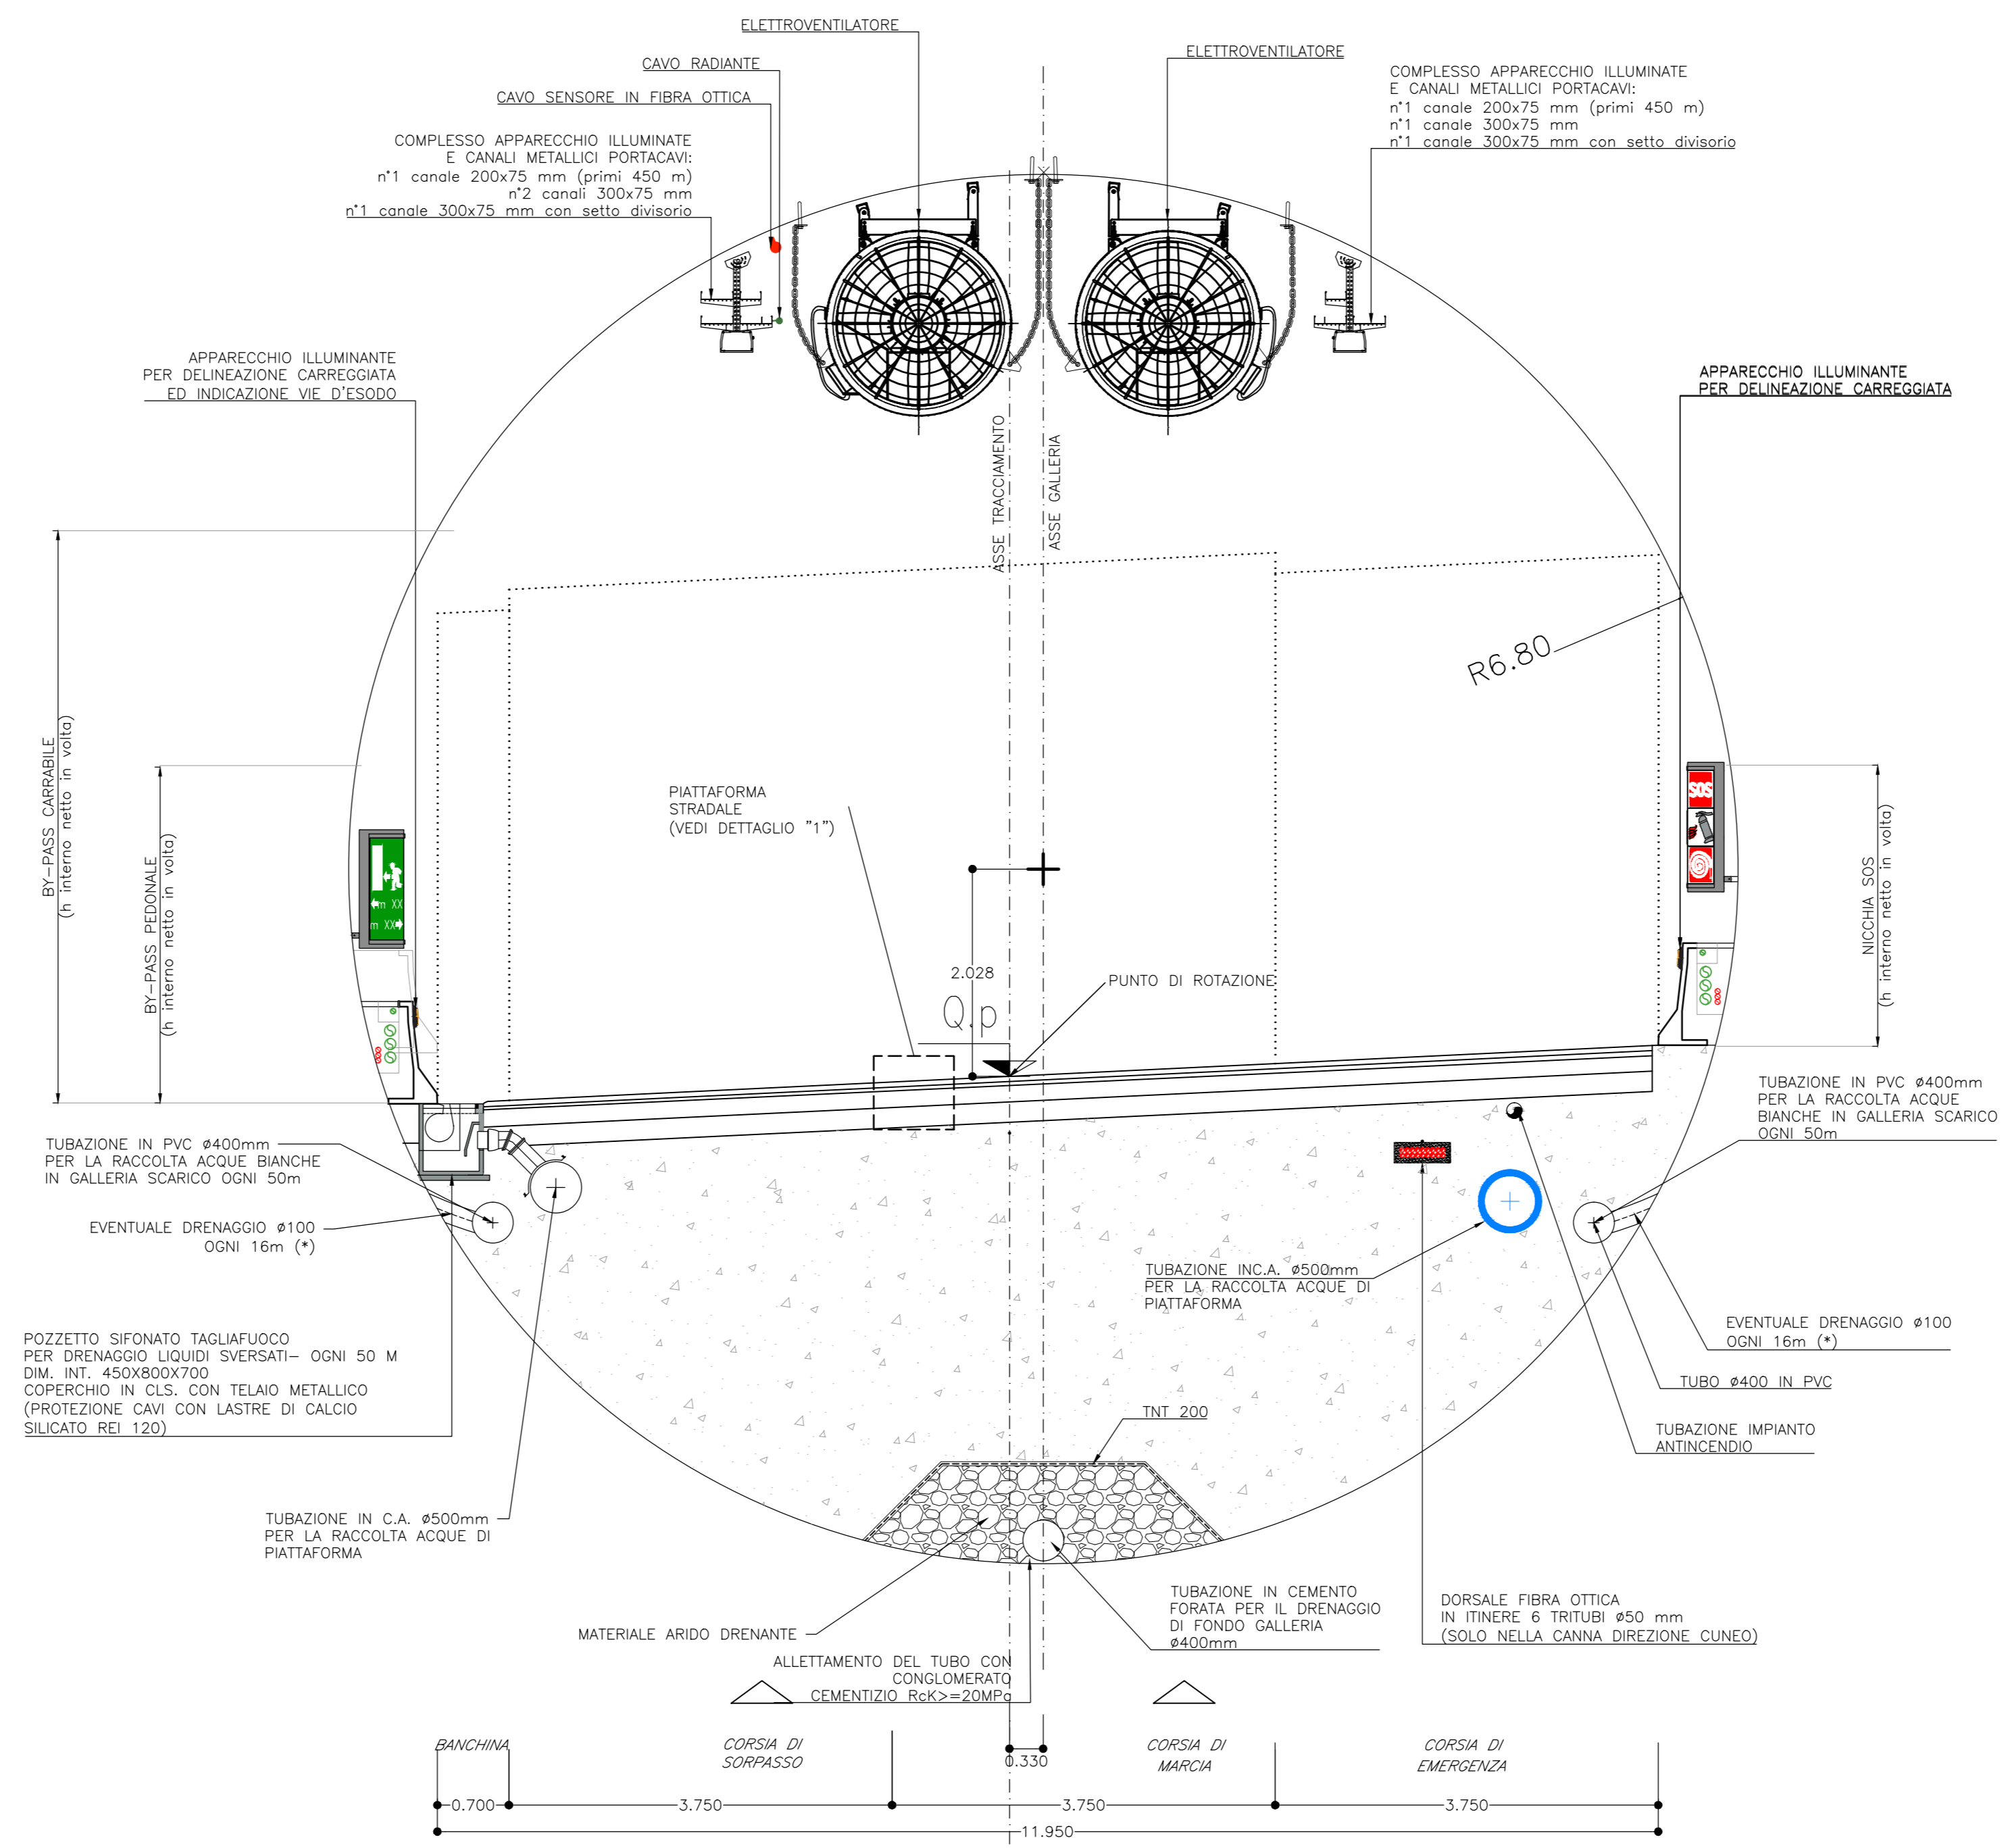 ELETTROVENTILATORE
ELETTROVENTILATORE
CAVO RADIANTE
CAVO SENSORE IN FIBRA OTTICA
COMPLESSO APPARECCHIO ILLUMINATE
E CANALI METALLICI PORTACAVI:
n°1 canale 200x75 mm (primi 450 m)
n°2 canali 300x75 mm
n°1 canale 300x75 mm con setto divisorio
COMPLESSO APPARECCHIO ILLUMINATE
E CANALI METALLICI PORTACAVI:
n°1 canale 200x75 mm (primi 450 m)
n°1 canale 300x75 mm
n°1 canale 300x75 mm con setto divisorio
APPARECCHIO ILLUMINANTE
PER DELINEAZIONE CARREGGIATA
ED INDICAZIONE VIE D'ESODO
APPARECCHIO ILLUMINANTE
PER DELINEAZIONE CARREGGIATA
ASSE TRACCIAMENTO
ASSE GALLERIA
R6.80
BY-PASS CARRABILE
(h interno netto in volta)
BY-PASS PEDONALE
(h interno netto in volta)
PIATTAFORMA
STRADALE
(VEDI DETTAGLIO "1")
SOS
m XX
m XX
NICCHIA SOS
(h interno netto in volta)
2.028
PUNTO DI ROTAZIONE
Q.p
TUBAZIONE IN PVC ø400mm
PER LA RACCOLTA ACQUE BIANCHE
IN GALLERIA SCARICO OGNI 50m
EVENTUALE DRENAGGIO ø100
OGNI 16m (*)
TUBAZIONE IN PVC ø400mm
PER LA RACCOLTA ACQUE
BIANCHE IN GALLERIA SCARICO
OGNI 50m
TUBAZIONE INC.A. ø500mm
PER LA RACCOLTA ACQUE DI
PIATTAFORMA
POZZETTO SIFONATO TAGLIAFUOCO
PER DRENAGGIO LIQUIDI SVERSATI- OGNI 50 M
DIM. INT. 450X800X700
COPERCHIO IN CLS. CON TELAIO METALLICO
(PROTEZIONE CAVI CON LASTRE DI CALCIO
SILICATO REI 120)
EVENTUALE DRENAGGIO ø100
OGNI 16m (*)
TUBO ø400 IN PVC
TNT 200
TUBAZIONE IMPIANTO
ANTINCENDIO
TUBAZIONE IN C.A. ø500mm
PER LA RACCOLTA ACQUE DI
PIATTAFORMA
MATERIALE ARIDO DRENANTE
TUBAZIONE IN CEMENTO
FORATA PER IL DRENAGGIO
DI FONDO GALLERIA
ø400mm
DORSALE FIBRA OTTICA
IN ITINERE 6 TRITUBI ø50 mm
(SOLO NELLA CANNA DIREZIONE CUNEO)
ALLETTAMENTO DEL TUBO CON
CONGLOMERATO
CEMENTIZIO RcK>=20MPa
BANCHINA
CORSIA DI
SORPASSO
0.330
CORSIA DI
MARCIA
CORSIA DI
EMERGENZA
0.700
3.750
3.750
3.750
11.950